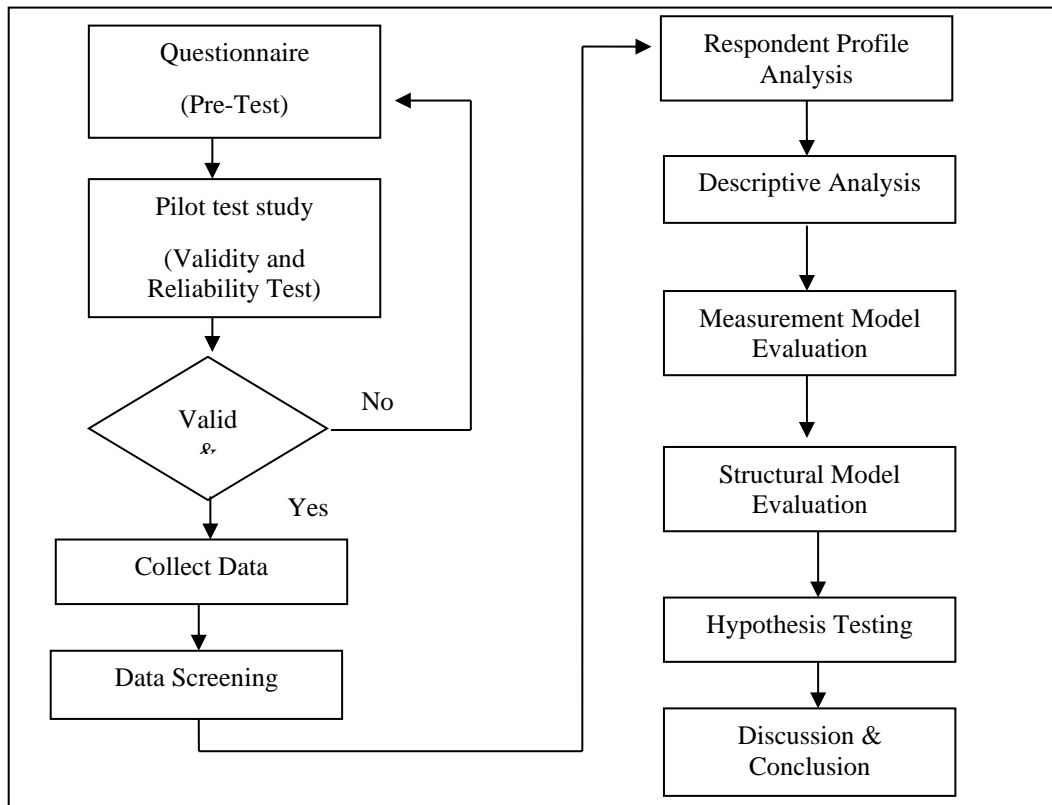 Questionnaire
(Pre-Test)
Pilot test study
(Validity and
Reliability Test)
Valid
&
No
Yes
Collect Data
Data Screening
Respondent Profile
Analysis
Descriptive Analysis
Measurement Model
Evaluation
Structural Model
Evaluation
Hypothesis Testing
Discussion &
Conclusion